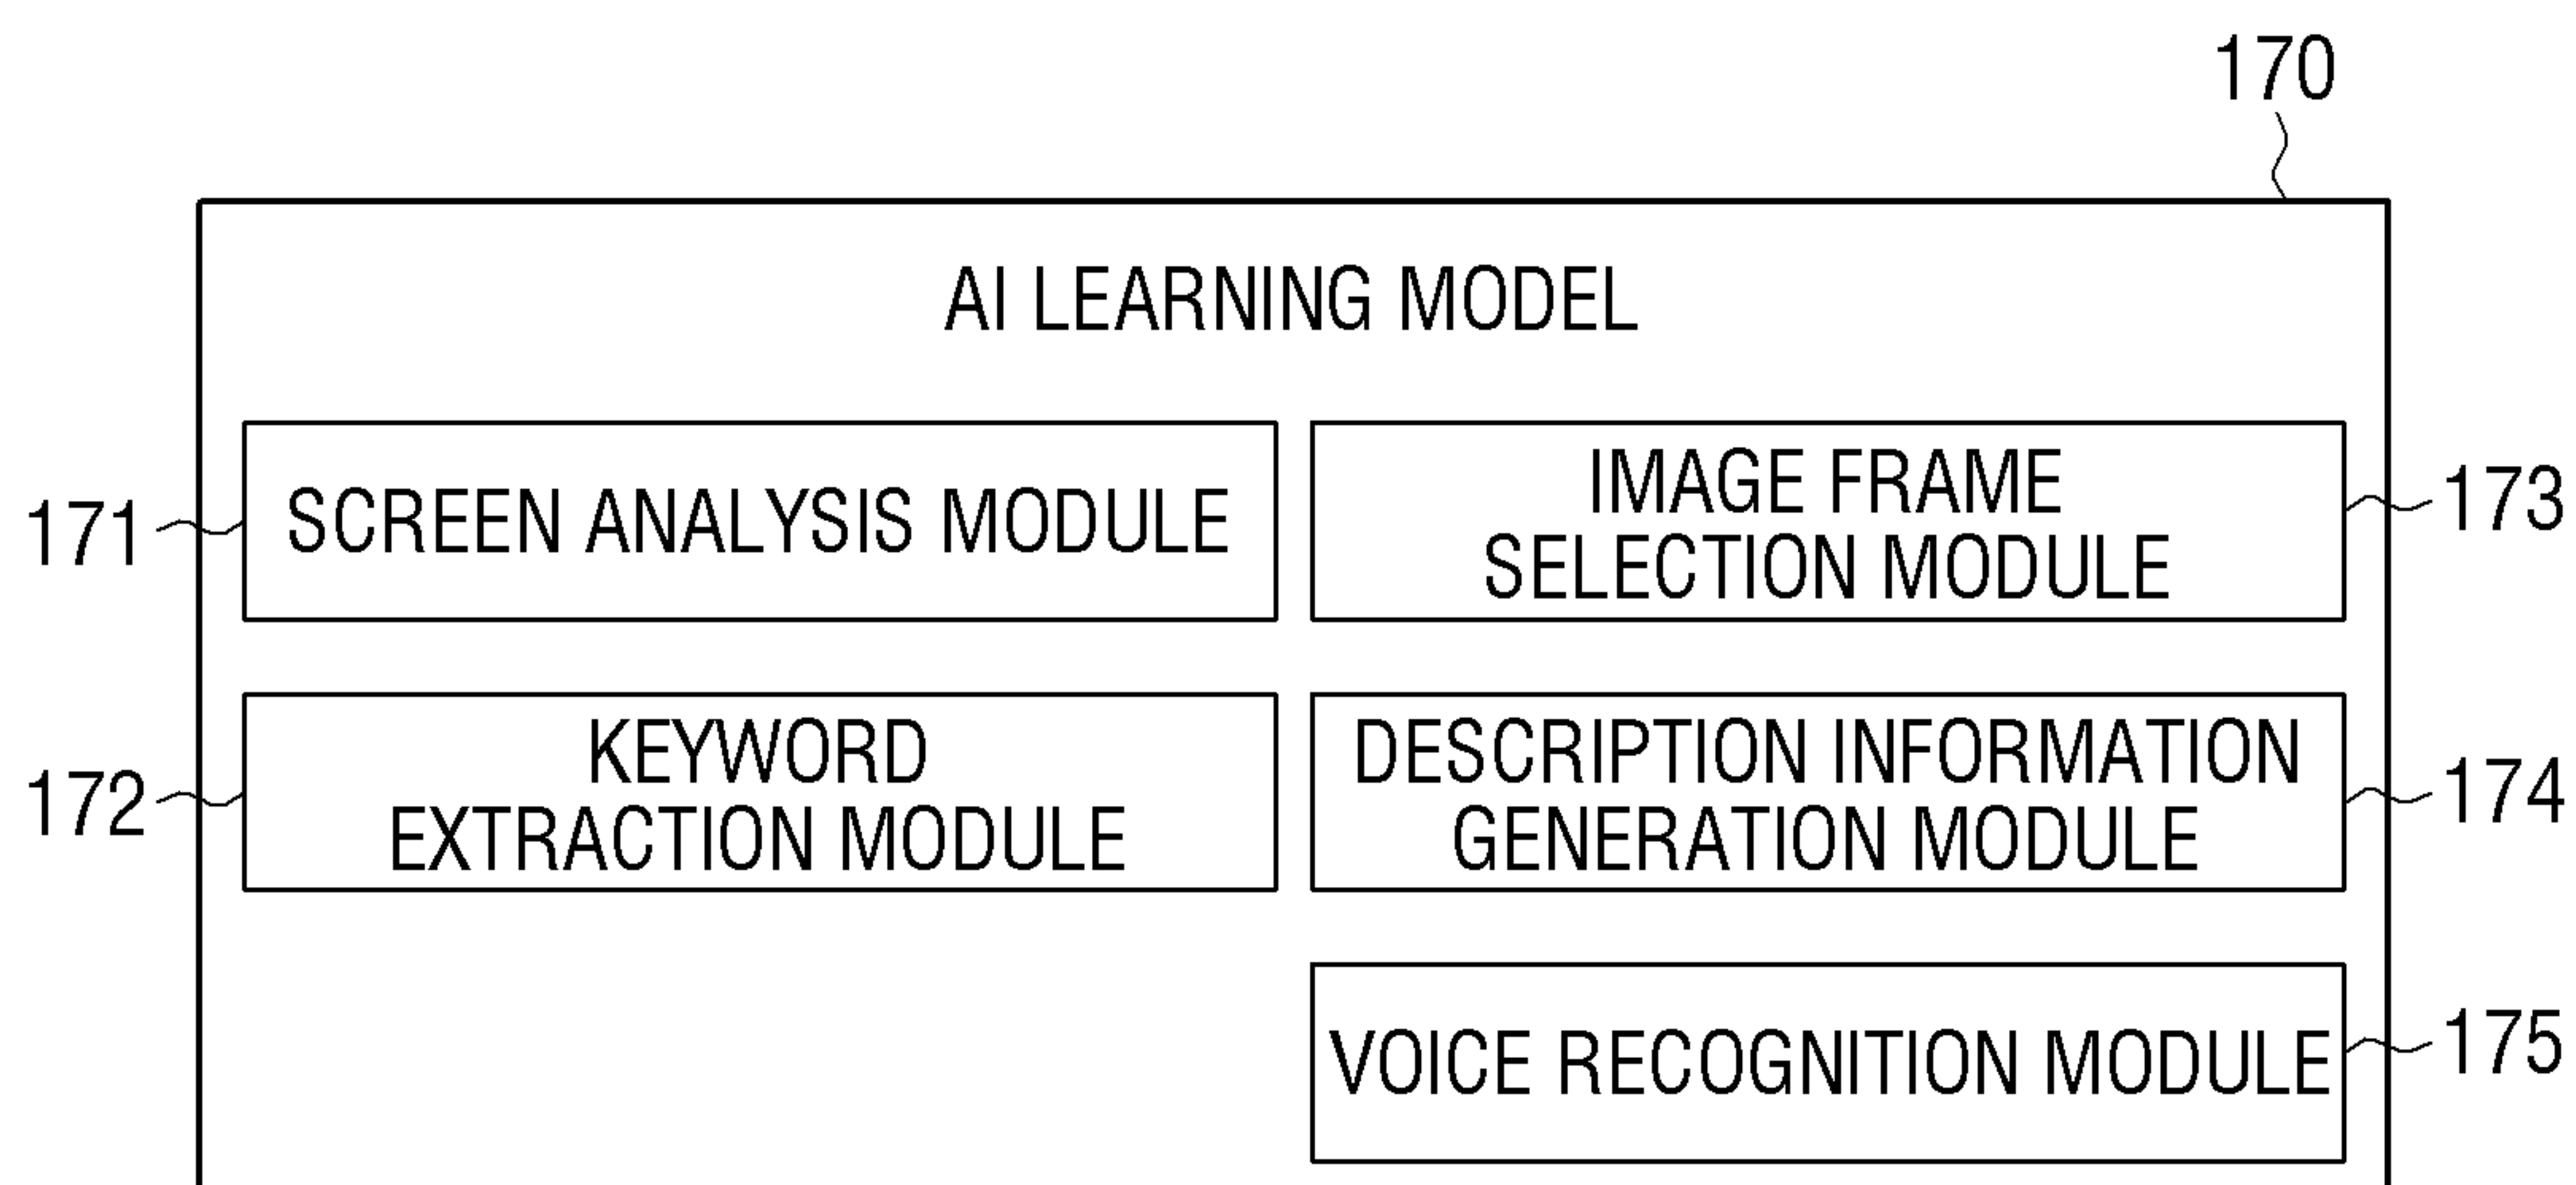 170
AI LEARNING MODEL
171
SCREEN ANALYSIS MODULE
IMAGE FRAME
SELECTION MODULE
173
172
KEYWORD
EXTRACTION MODULE
DESCRIPTION INFORMATION
GENERATION MODULE
174
VOICE RECOGNITION MODULE
175